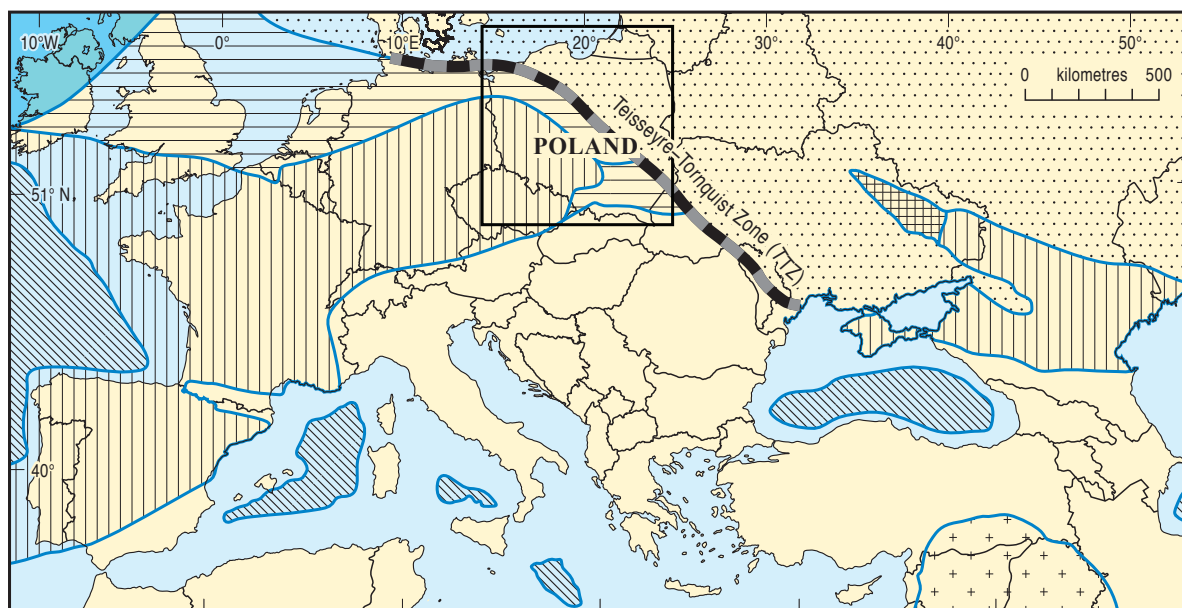 10°W
0°
10°E
20°
30°
40°
50°
0 kilometres 500
Teisseyre-Tornquist Zone (TTZ)
POLAND
51° N
40°